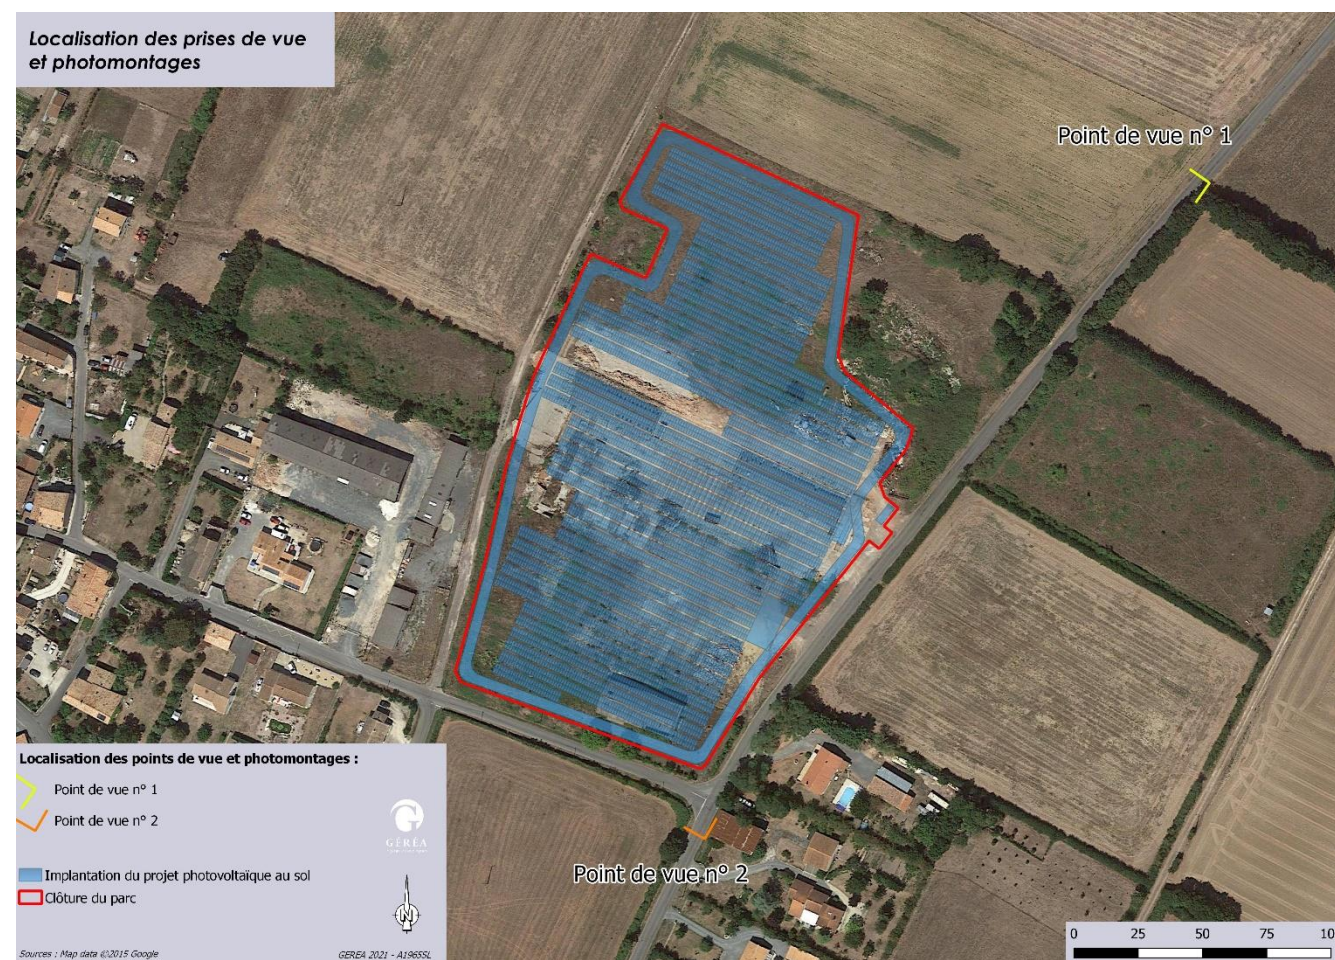 Localisation des prises de vue
et photomontages
Point de vue n° 1
Point de vue n° 2
Localisation des points de vue et photomontages :
Point de vue n° 1
Point de vue n° 2
GÉRÉA
Implantation du projet photovoltaïque au sol
Clôture du parc
N
Sources : Map data ©2015 Google
GEREA 2021 - A1965SL
0 25 50 75 10